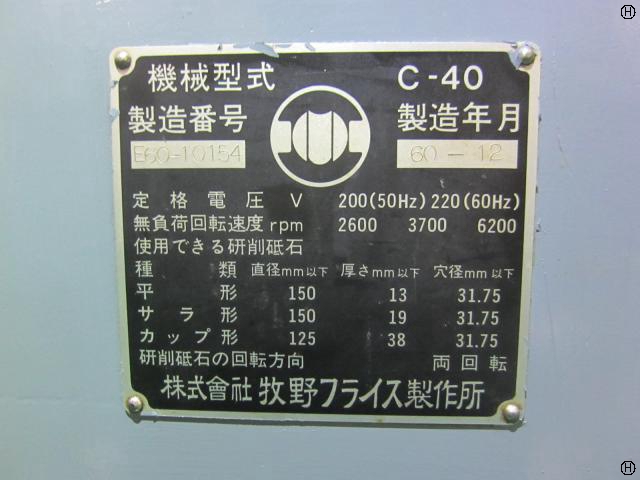 機械型式 C-40
製造番号 製造年月
E60-10154 60-12
定格電圧 V 200(50Hz) 220(60Hz)
無負荷回転速度 rpm 2600 3700 6200
使用できる研削砥石
種類 直径mm以下 厚さmm以下 穴径mm以下
平形 150 13 31.75
サラ形 150 19 31.75
カップ形 125 38 31.75
研削砥石の回転方向 両回転
株式會社 牧野フライス製作所